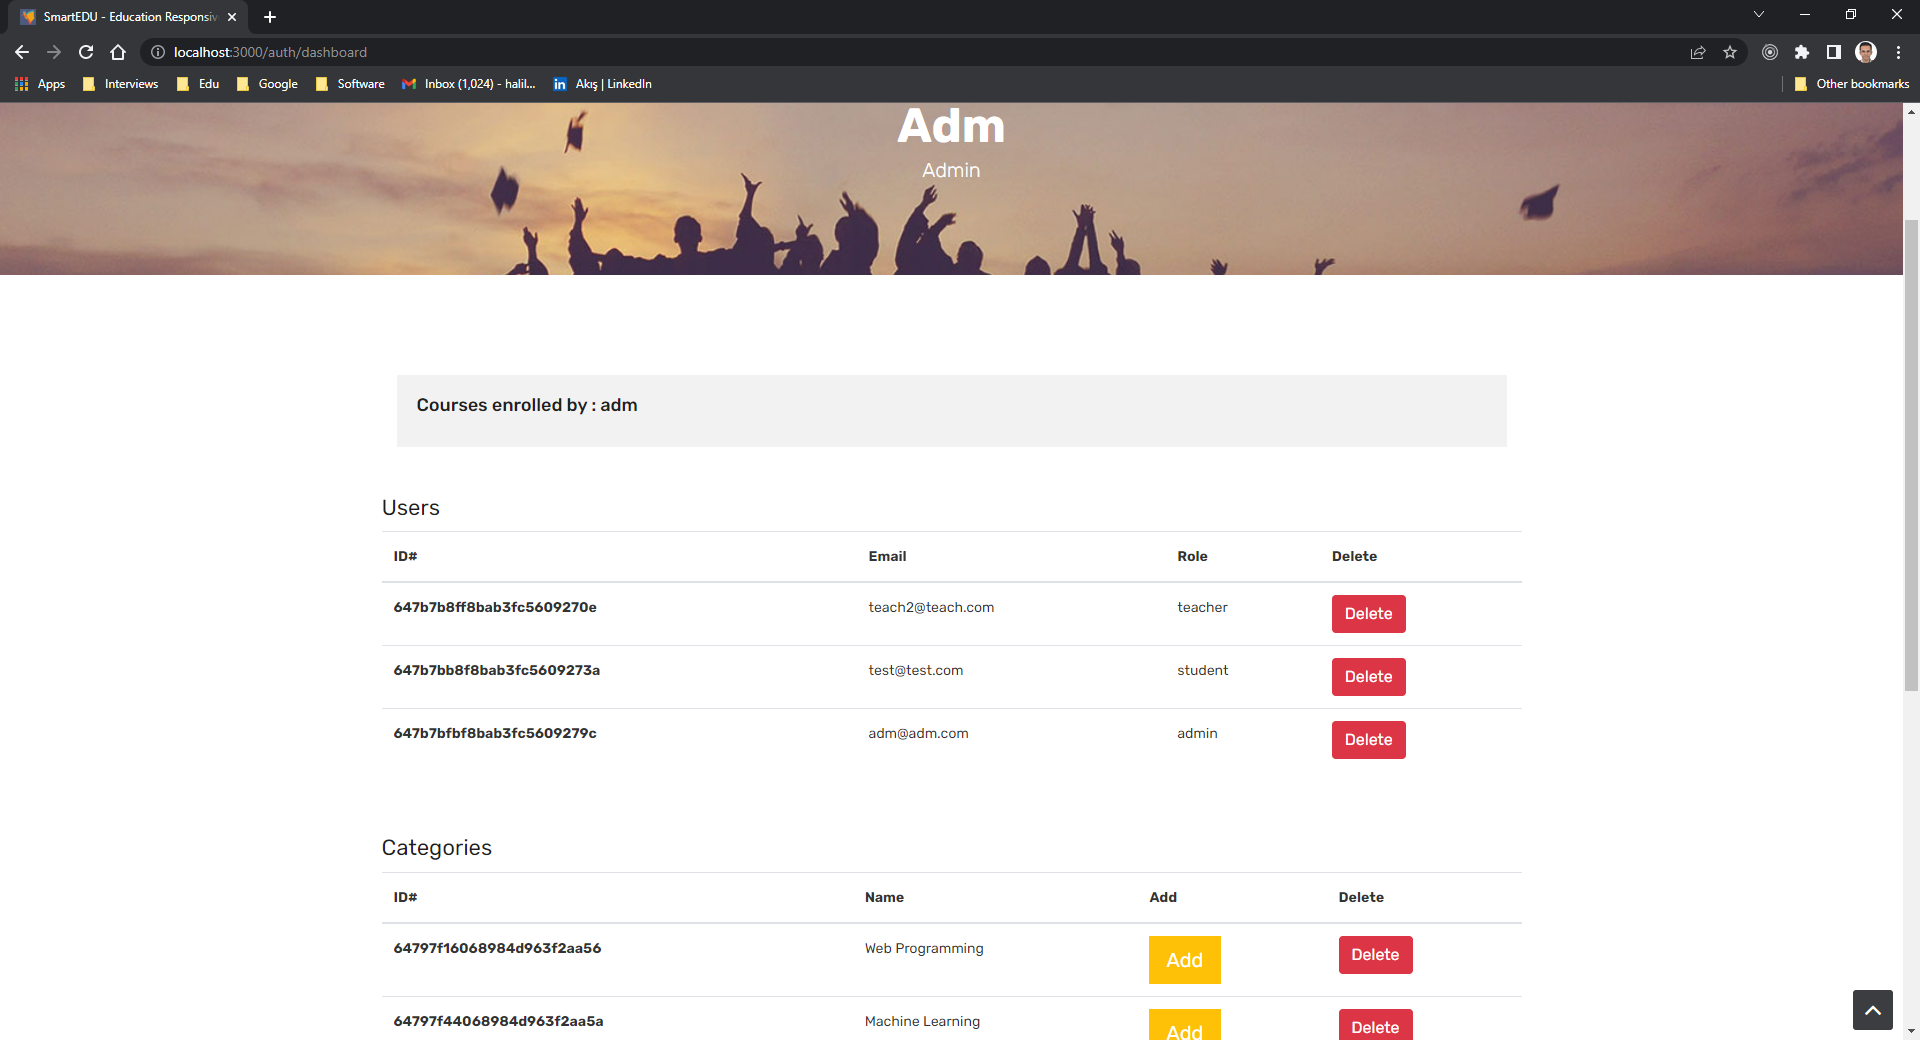 SmartEDU - Education Responsiv
localhost:3000/auth/dashboard
Apps Interviews Edu Google Software Inbox (1,024) - halil... Akış | LinkedIn Other bookmarks
Adm
Admin
Courses enrolled by : adm
Users
ID# Email Role Delete
647b7b8ff8bab3fc5609270e teach2@teach.com teacher Delete
647b7bb8f8bab3fc5609273a test@test.com student Delete
647b7bfbf8bab3fc5609279c adm@adm.com admin Delete
Categories
ID# Name Add Delete
64797f16068984d963f2aa56 Web Programming Add Delete
64797f44068984d963f2aa5a Machine Learning Add Delete